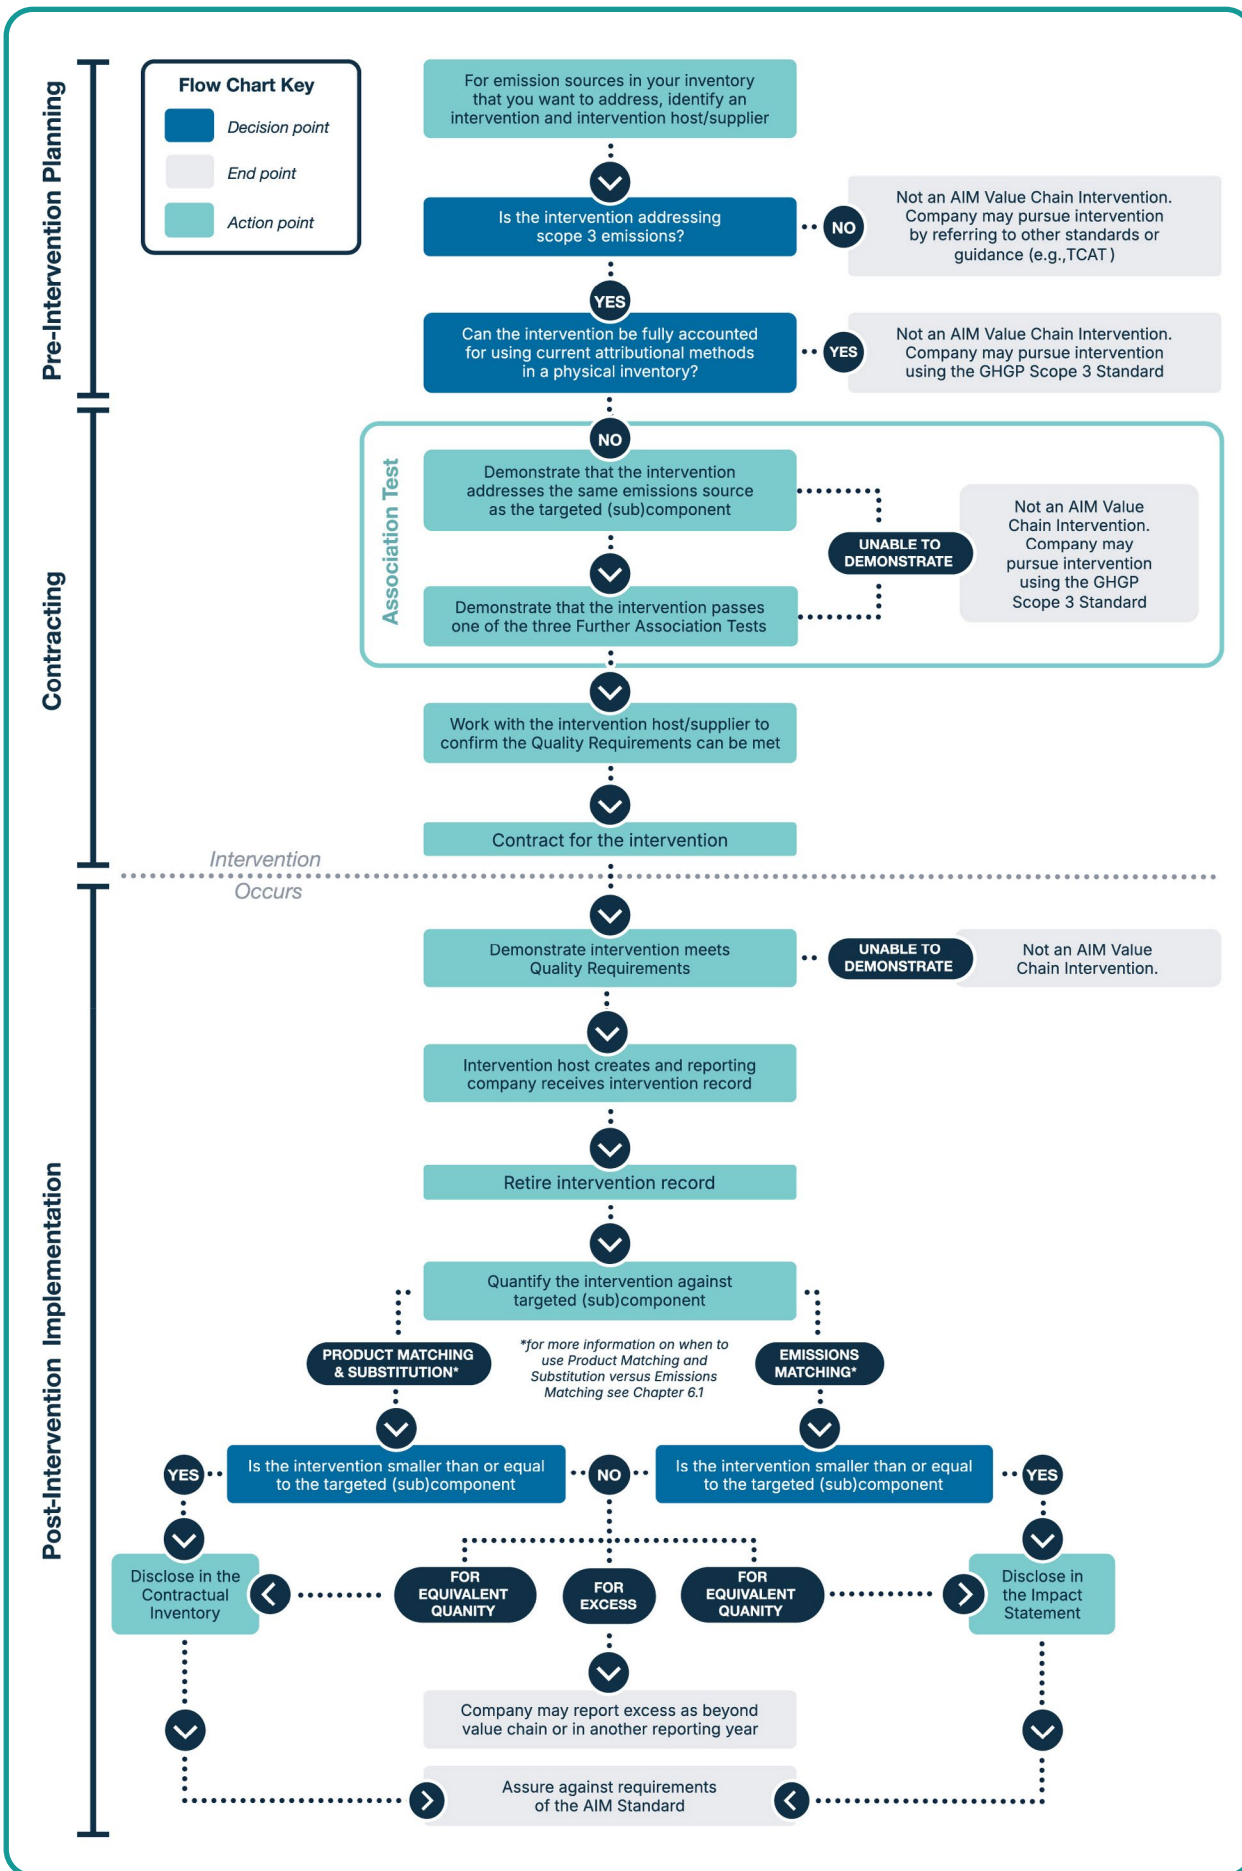 Pre-Intervention Planning
Flow Chart Key
Decision point
End point
Action point
For emission sources in your inventory
that you want to address, identify an
intervention and intervention host/supplier
Is the intervention addressing
scope 3 emissions?
NO
Not an AIM Value Chain Intervention.
Company may pursue intervention
by referring to other standards or
guidance (e.g.,TCAT )
YES
Can the intervention be fully accounted
for using current attributional methods
in a physical inventory?
YES
Not an AIM Value Chain Intervention.
Company may pursue intervention
using the GHGP Scope 3 Standard
Contracting
NO
Association Test
Demonstrate that the intervention
addresses the same emissions source
as the targeted (sub)component
UNABLE TO
DEMONSTRATE
Not an AIM Value
Chain Intervention.
Company may
pursue intervention
using the GHGP
Scope 3 Standard
Demonstrate that the intervention passes
one of the three Further Association Tests
Work with the intervention host/supplier to
confirm the Quality Requirements can be met
Contract for the intervention
Intervention
Occurs
Post-Intervention Implementation
Demonstrate intervention meets
Quality Requirements
UNABLE TO
DEMONSTRATE
Not an AIM Value
Chain Intervention.
Intervention host creates and reporting
company receives intervention record
Retire intervention record
Quantify the intervention against
targeted (sub)component
PRODUCT MATCHING
& SUBSTITUTION*
*for more information on when to
use Product Matching and
Substitution versus Emissions
Matching see Chapter 6.1
EMISSIONS
MATCHING*
YES
Is the intervention smaller than or equal
to the targeted (sub)component
NO
Is the intervention smaller than or equal
to the targeted (sub)component
YES
Disclose in the
Contractual
Inventory
FOR
EQUIVALENT
QUANITY
FOR
EXCESS
FOR
EQUIVALENT
QUANITY
Disclose in
the Impact
Statement
Company may report excess as beyond
value chain or in another reporting year
Assure against requirements
of the AIM Standard